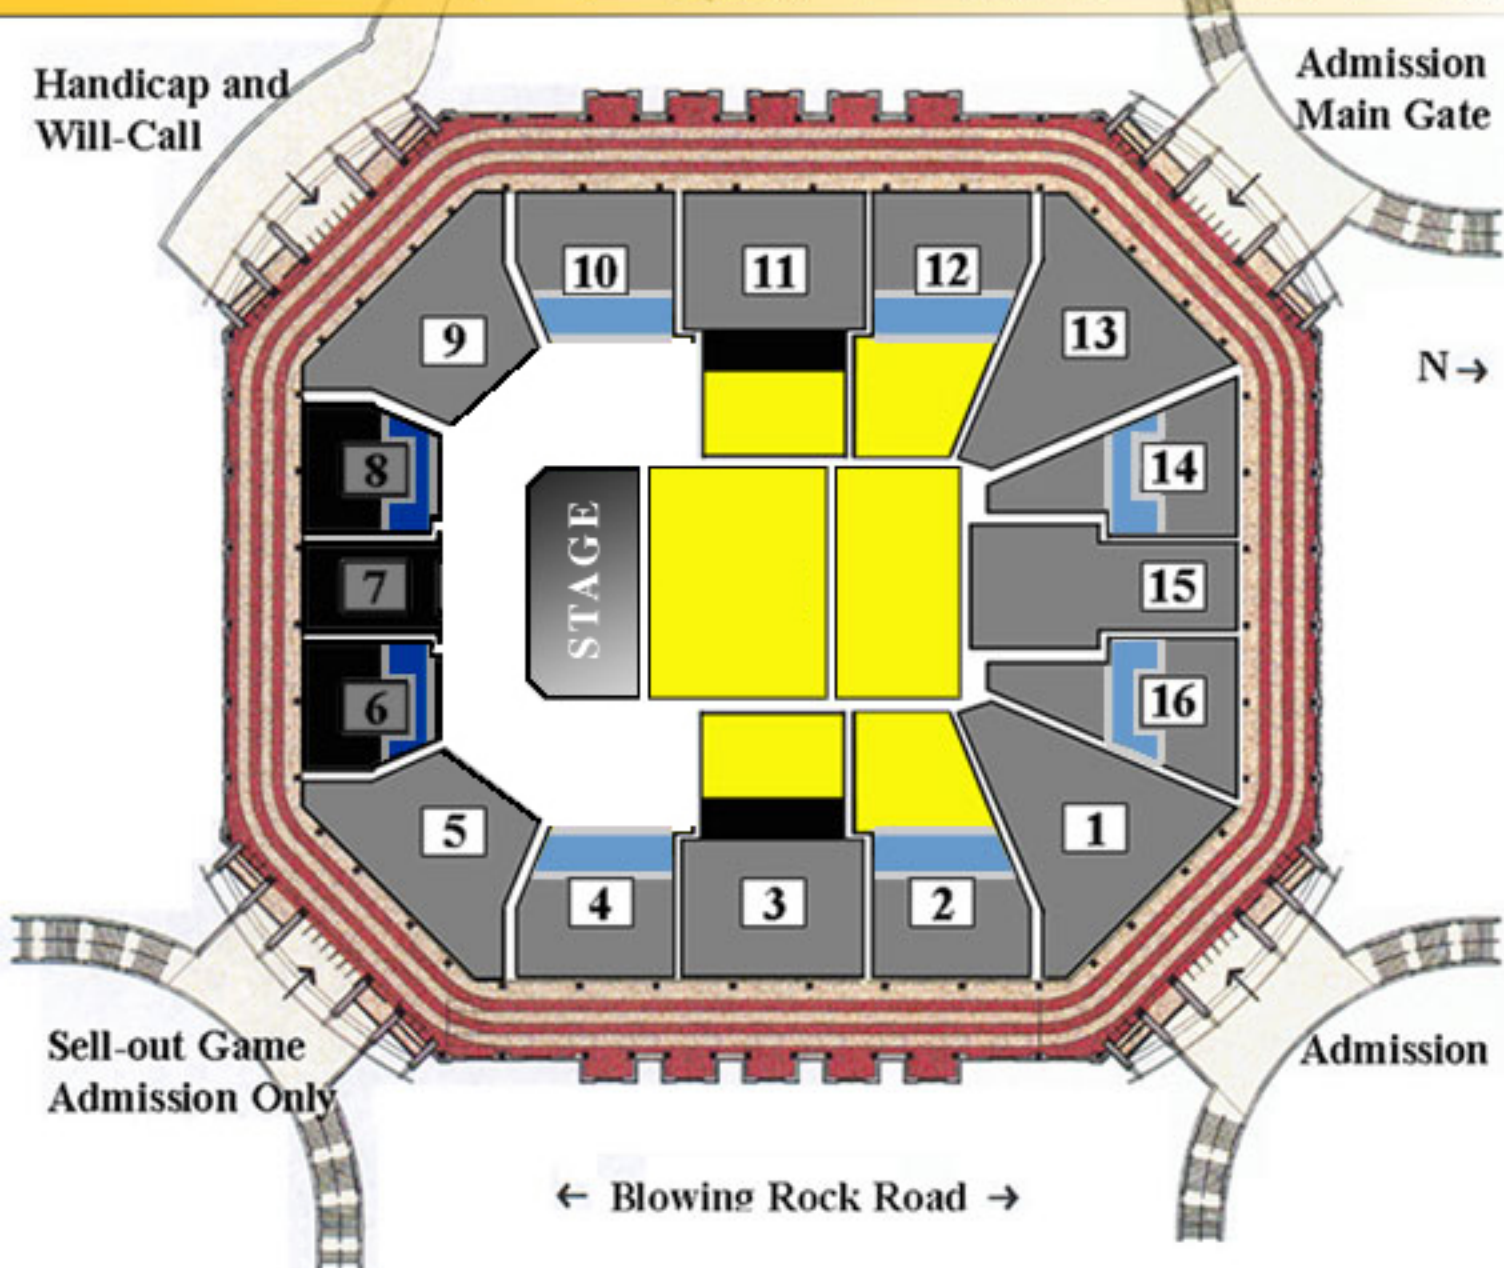 Handicap and
Will-Call
Admission
Main Gate
10
11
12
9
13
N→
8
14
STAGE
7
15
6
16
5
1
4
3
2
Sell-out Game
Admission Only
Admission
← Blowing Rock Road →